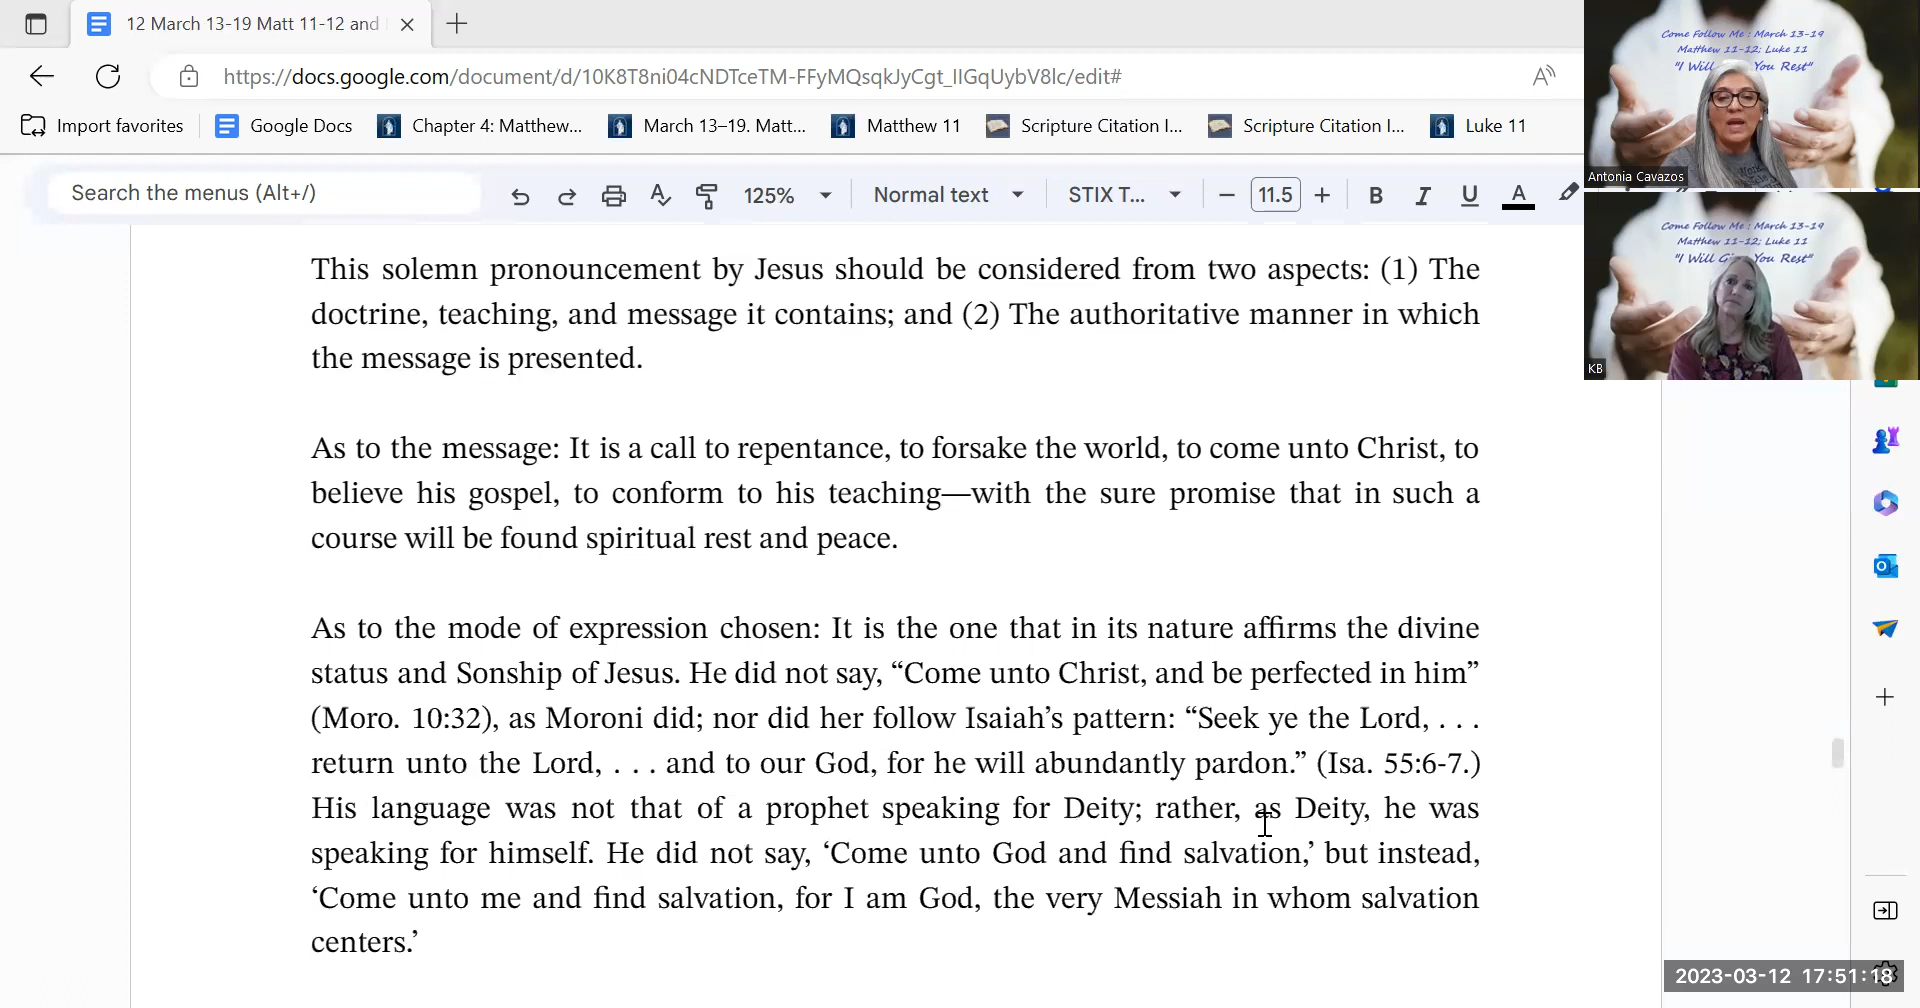 12 March 13-19 Matt 11-12 and
https://docs.google.com/document/d/10K8T8ni04cNDTceTM-FFyMQsqkJyCgt_IIGqUybV8lc/edit#
Import favorites Google Docs Chapter 4: Matthew... March 13–19. Matt... Matthew 11 Scripture Citation I... Scripture Citation I... Luke 11
Search the menus (Alt+/) 125% Normal text STIX T... − 11.5 + B I U A
Come Follow Me : March 13-19
Matthew 11-12; Luke 11
"I Will You Rest"
Antonia Cavazos
Come Follow Me : March 13-19
Matthew 11-12; Luke 11
"I Will You Rest"
KB
This solemn pronouncement by Jesus should be considered from two aspects: (1) The
doctrine, teaching, and message it contains; and (2) The authoritative manner in which
the message is presented.
As to the message: It is a call to repentance, to forsake the world, to come unto Christ, to
believe his gospel, to conform to his teaching—with the sure promise that in such a
course will be found spiritual rest and peace.
As to the mode of expression chosen: It is the one that in its nature affirms the divine
status and Sonship of Jesus. He did not say, “Come unto Christ, and be perfected in him”
(Moro. 10:32), as Moroni did; nor did her follow Isaiah’s pattern: “Seek ye the Lord, . . .
return unto the Lord, . . . and to our God, for he will abundantly pardon.” (Isa. 55:6-7.)
His language was not that of a prophet speaking for Deity; rather, as Deity, he was
speaking for himself. He did not say, ‘Come unto God and find salvation,’ but instead,
‘Come unto me and find salvation, for I am God, the very Messiah in whom salvation
centers.’
2023-03-12 17:51:18